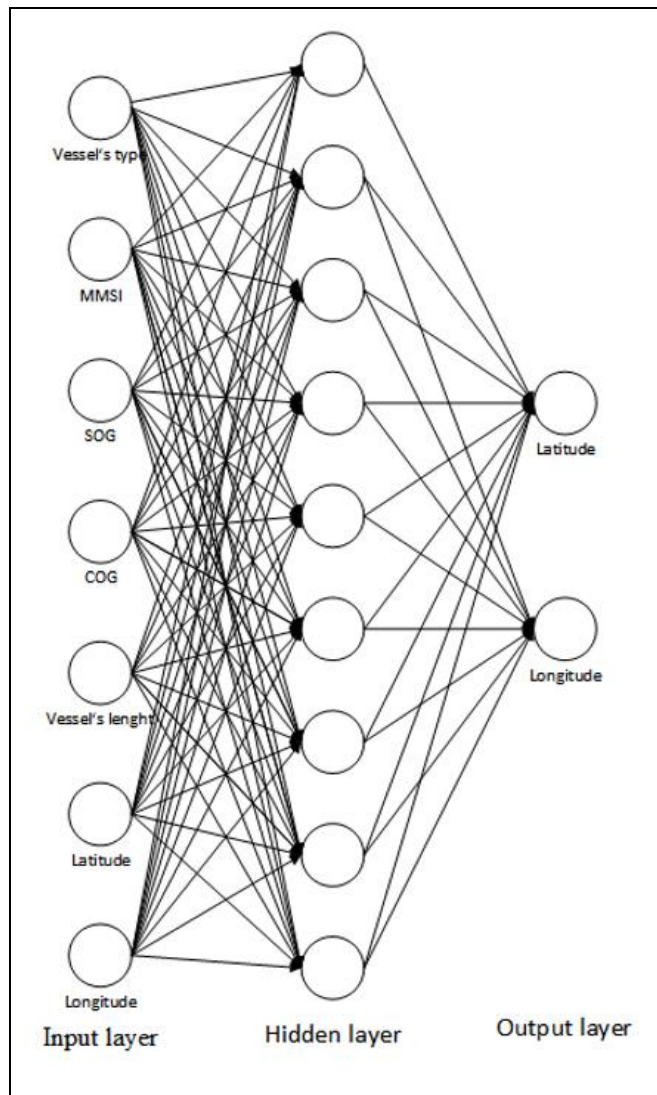 Vessel's type
MMSI
SOG
COG
Vessel's lenght
Latitude
Longitude
Input layer
Hidden layer
Latitude
Longitude
Output layer